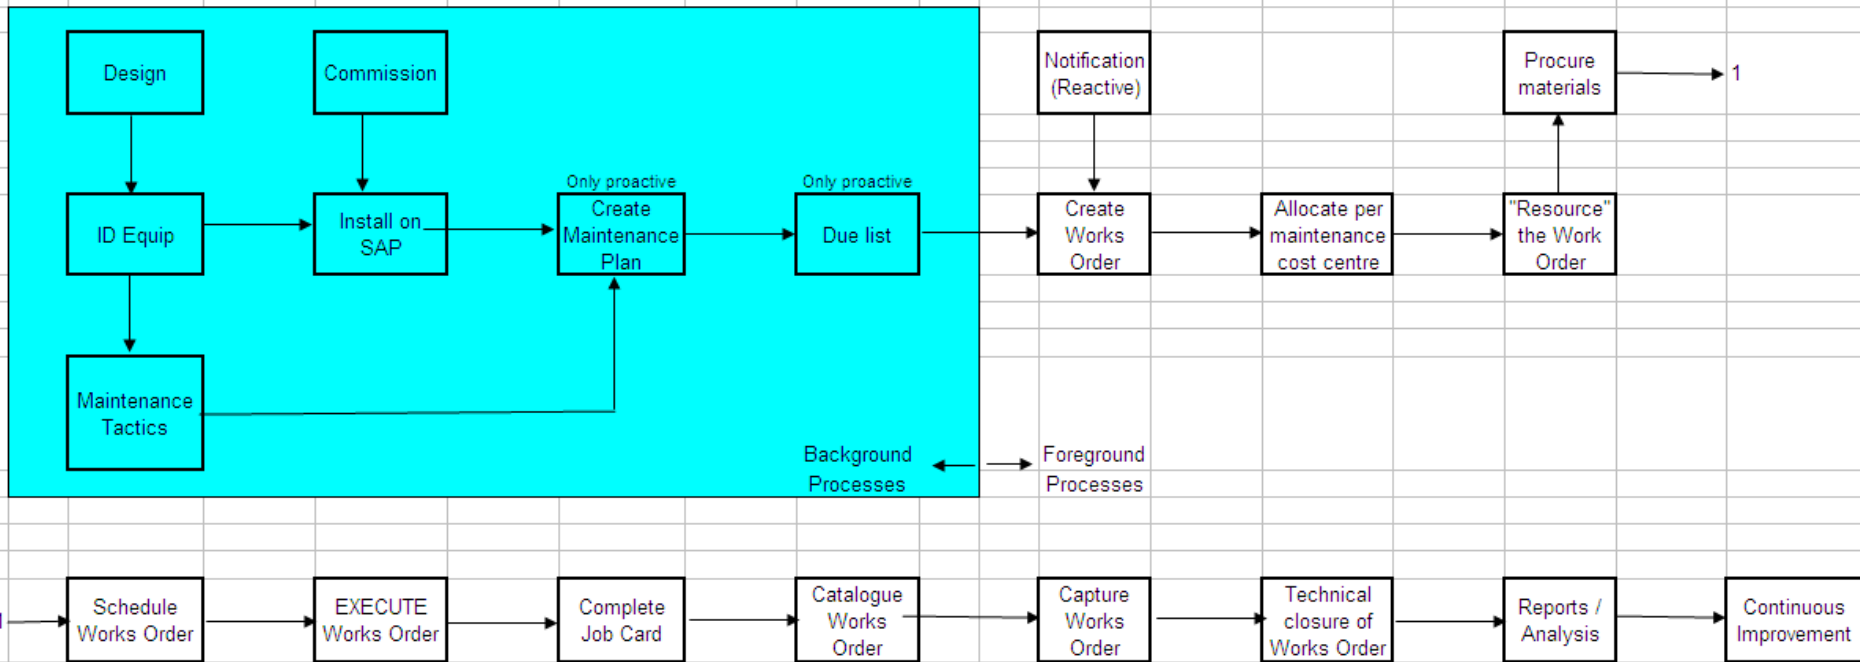 Design
Commission
Notification
(Reactive)
Procure
materials
1
ID Equip
Install on
SAP
Only proactive
Create
Maintenance
Plan
Only proactive
Due list
Create
Works
Order
Allocate per
maintenance
cost centre
"Resource"
the Work
Order
Maintenance
Tactics
Background
Processes
Foreground
Processes
Schedule
Works Order
EXECUTE
Works Order
Complete
Job Card
Catalogue
Works
Order
Capture
Works
Order
Technical
closure of
Works Order
Reports /
Analysis
Continuous
Improvement